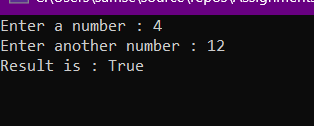 Enter a number : 4
Enter another number : 12
Result is : True